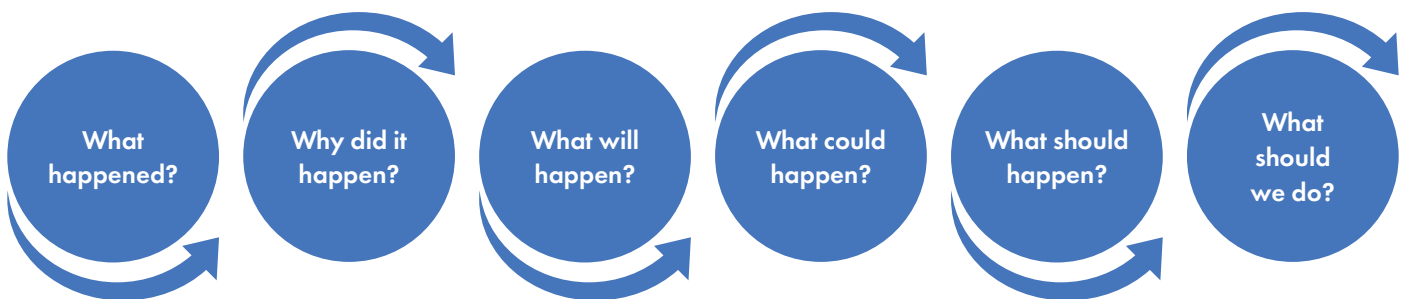 What
happened?
Why did it
happen?
What will
happen?
What could
happen?
What should
happen?
What
should
we do?